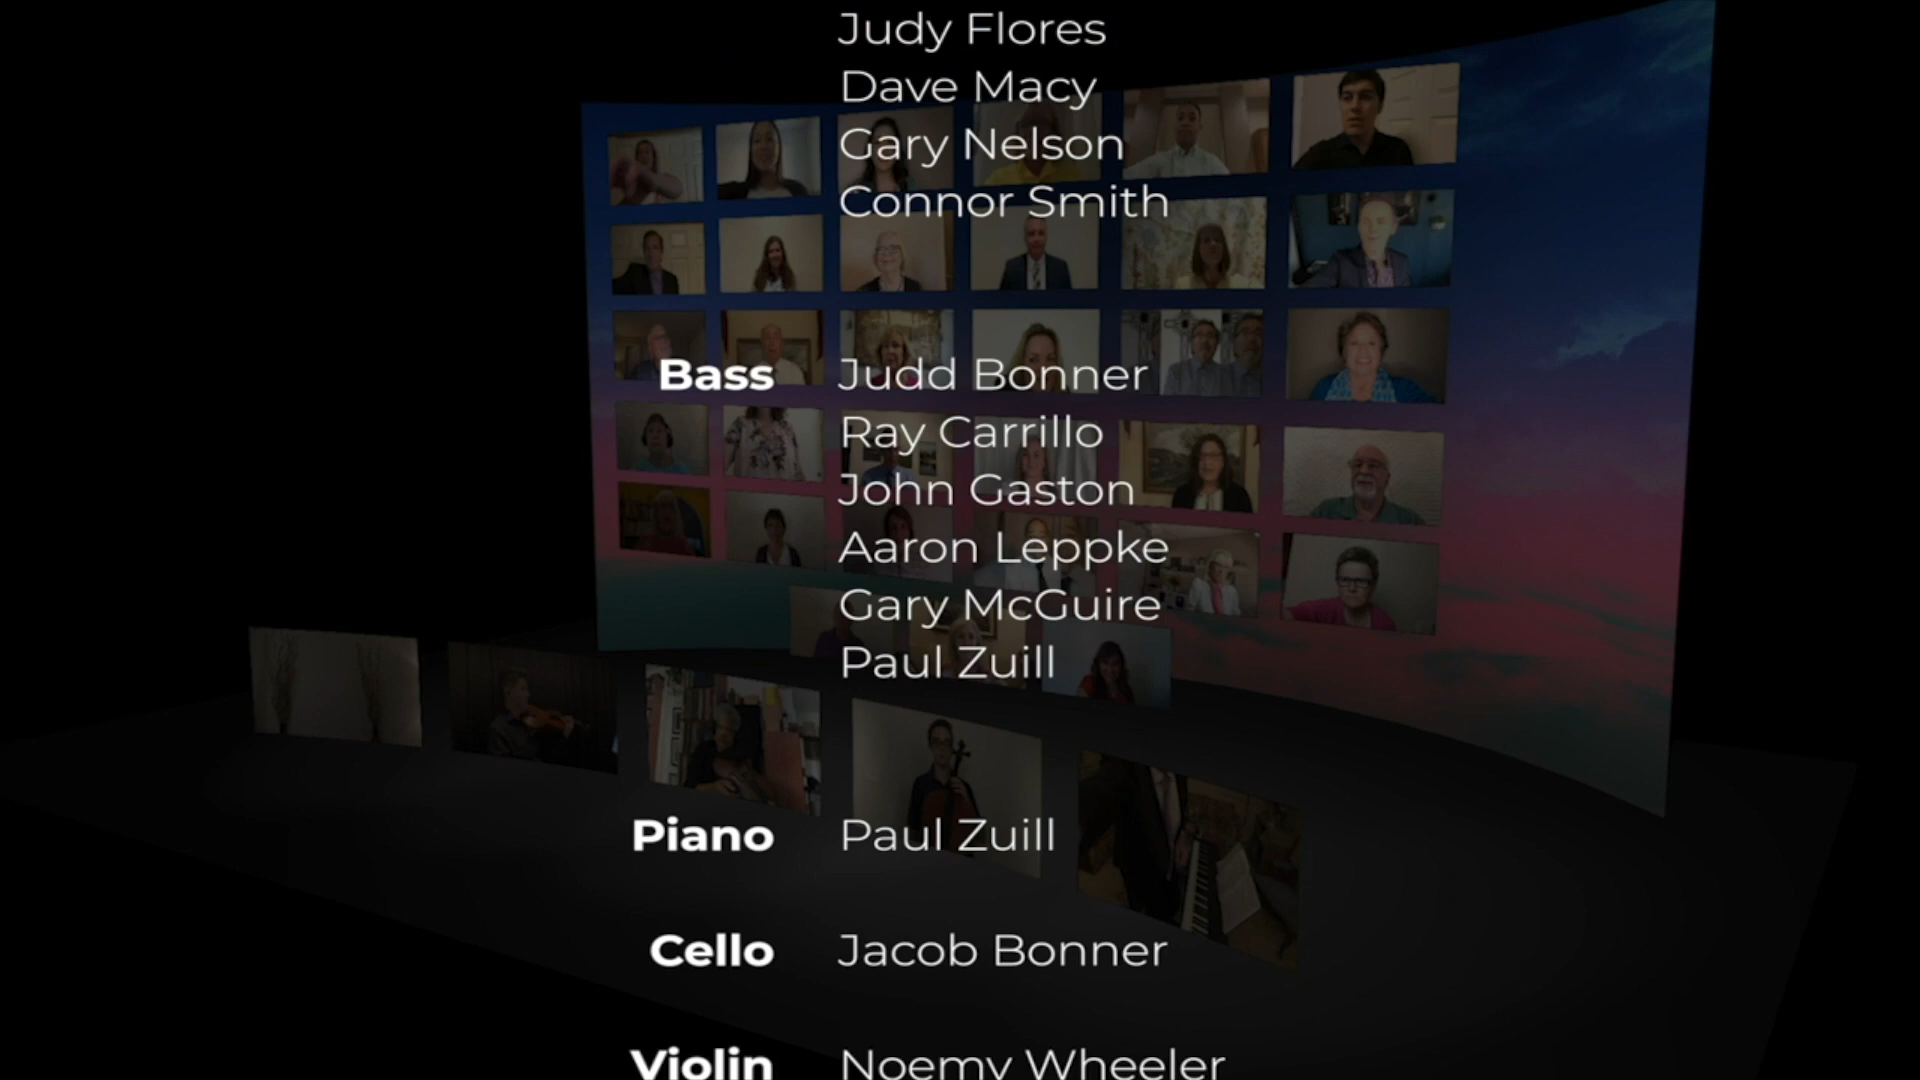 Judy Flores
Dave Macy
Gary Nelson
Connor Smith
Bass Judd Bonner
Ray Carrillo
John Gaston
Aaron Leppke
Gary McGuire
Paul Zuill
Piano Paul Zuill
Cello Jacob Bonner
Violin Noemy Wheeler